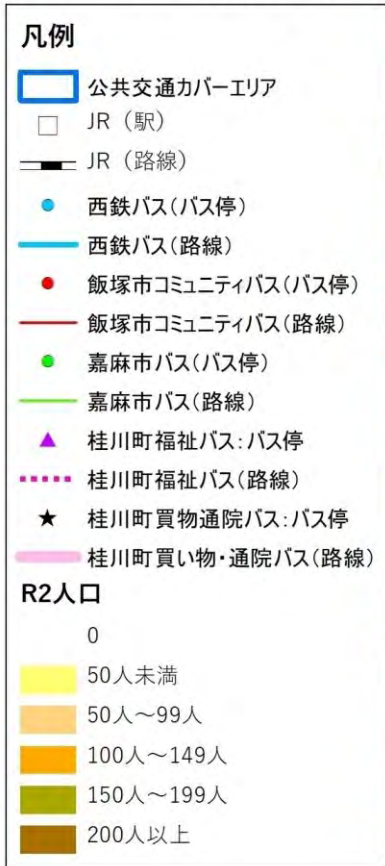 凡例
公共交通カバーエリア
JR（駅）
JR（路線）
西鉄バス(バス停)
西鉄バス(路線)
飯塚市コミュニティバス(バス停)
飯塚市コミュニティバス(路線)
嘉麻市バス(バス停)
嘉麻市バス(路線)
桂川町福祉バス:バス停
桂川町福祉バス(路線)
桂川町買物通院バス:バス停
桂川町買い物・通院バス(路線)
R2人口
0
50人未満
50人～99人
100人～149人
150人～199人
200人以上